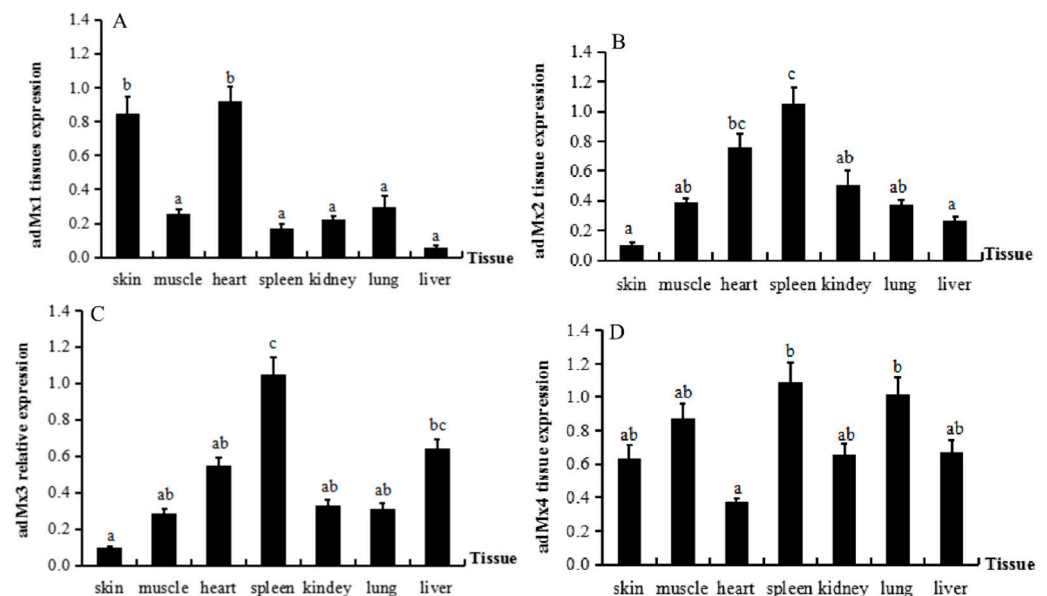 A
adMx1 tissues expression
1.4
1.2
1.0
0.8
0.6
0.4
0.2
0.0
b
a
b
a
a
a
a
Tissue
skin muscle heart spleen kidney lung liver
B
adMx2 tissue expression
1.4
1.2
1.0
0.8
0.6
0.4
0.2
0.0
a
ab
bc
c
ab
ab
a
Tissue
skin muscle heart spleen kindey lung liver
C
adMx3 relative expression
1.4
1.2
1.0
0.8
0.6
0.4
0.2
0.0
a
ab
ab
c
ab
ab
bc
Tissue
skin muscle heart spleen kindey lung liver
D
adMx4 tissue expression
1.4
1.2
1.0
0.8
0.6
0.4
0.2
0.0
ab
ab
a
b
ab
b
ab
Tissue
skin muscle heart spleen kidney lung liver